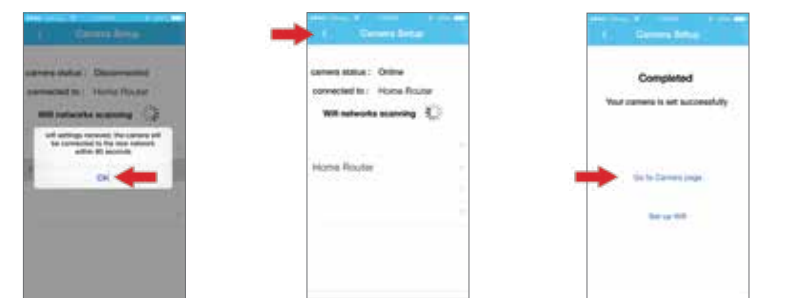 Camera Setup
camera status : Disconnected
connected to : Home Router
Wifi networks scanning
wifi settings received, the camera will
be connected to the new network
within 60 seconds
OK
Camera Setup
camera status : Online
connected to : Home Router
Wifi networks scanning
Home Router
Camera Setup
Completed
Your camera is set successfully
Go to Camera page
Set up Wifi